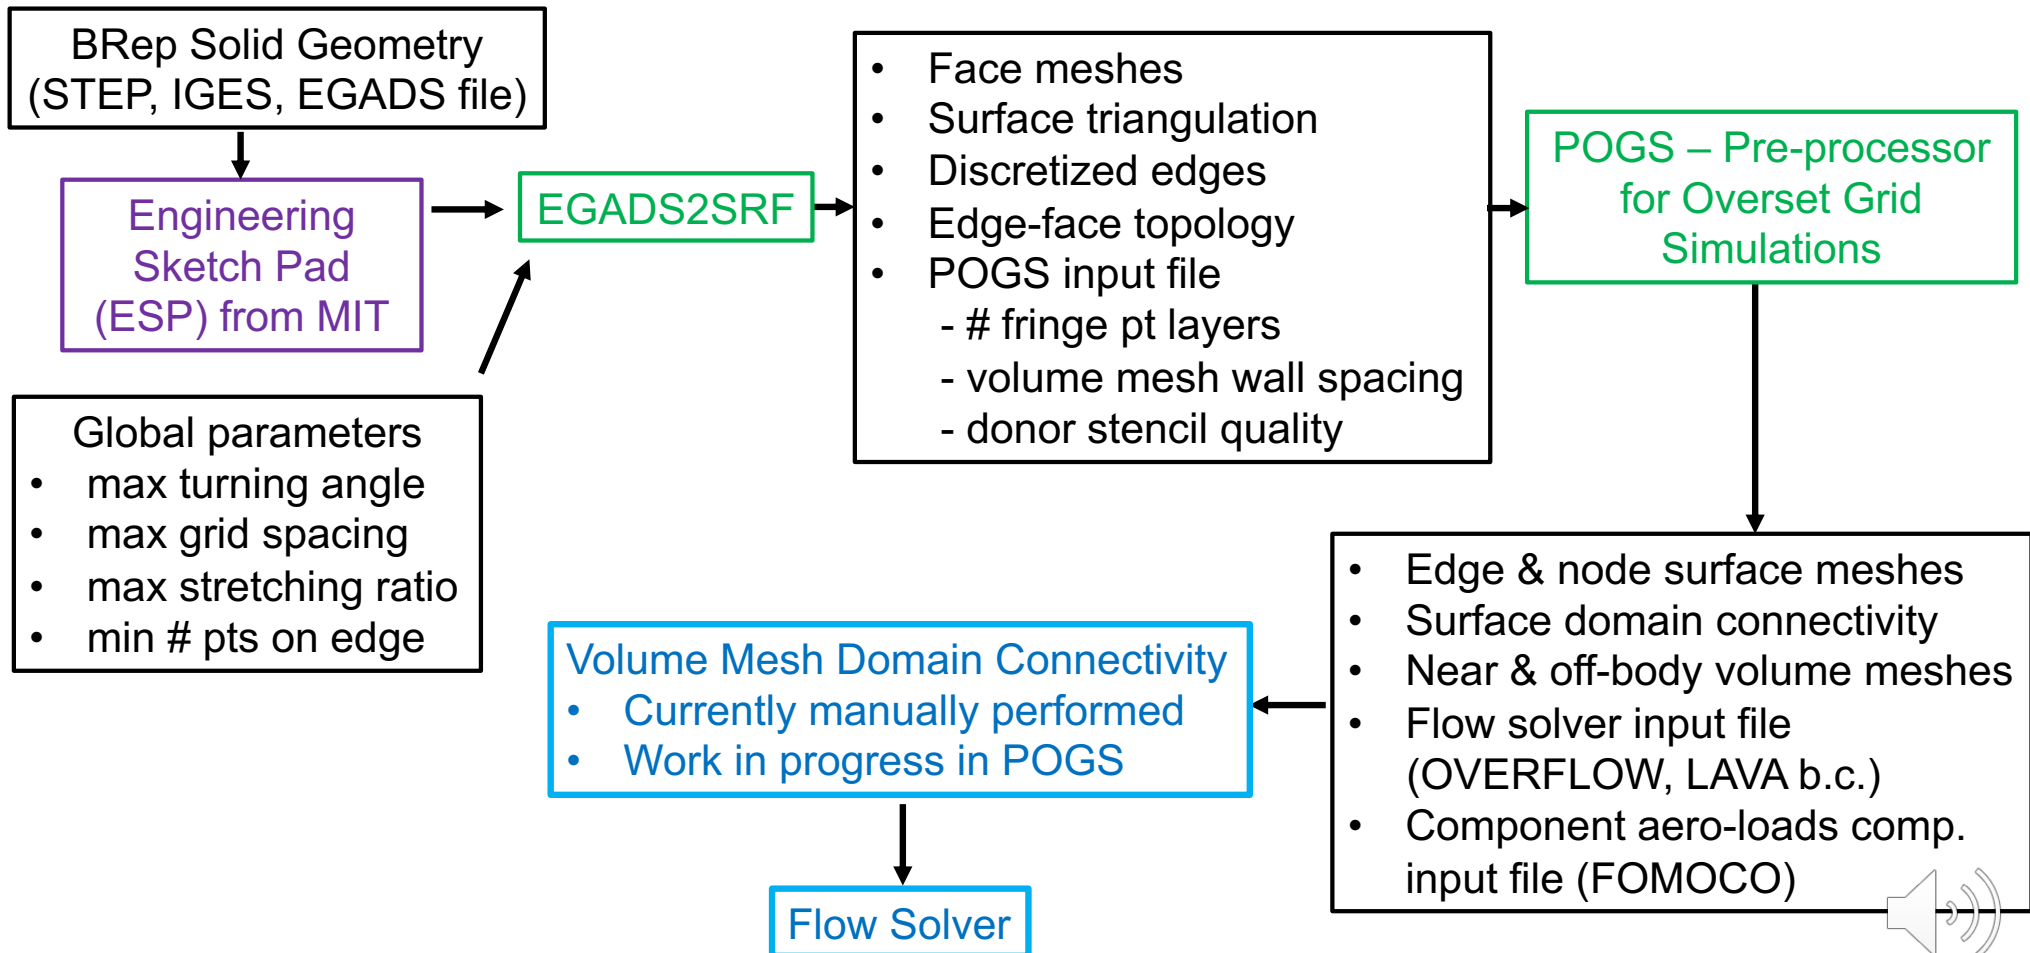 BRep Solid Geometry
(STEP, IGES, EGADS file)
Engineering
Sketch Pad
(ESP) from MIT
Global parameters
• max turning angle
• max grid spacing
• max stretching ratio
• min # pts on edge
EGADS2SRF
• Face meshes
• Surface triangulation
• Discretized edges
• Edge-face topology
• POGS input file
- # fringe pt layers
- volume mesh wall spacing
- donor stencil quality
POGS – Pre-processor
for Overset Grid
Simulations
• Edge & node surface meshes
• Surface domain connectivity
• Near & off-body volume meshes
• Flow solver input file
(OVERFLOW, LAVA b.c.)
• Component aero-loads comp.
input file (FOMOCO)
Volume Mesh Domain Connectivity
• Currently manually performed
• Work in progress in POGS
Flow Solver